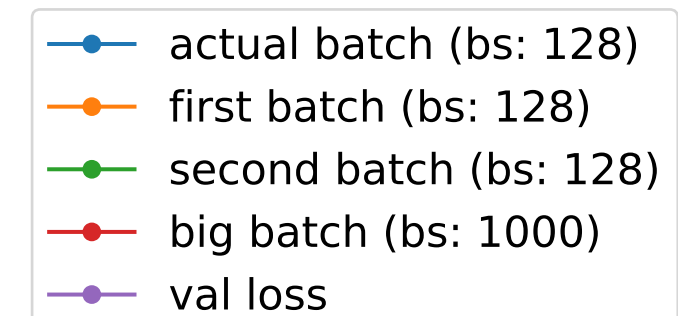 actual batch (bs: 128)
first batch (bs: 128)
second batch (bs: 128)
big batch (bs: 1000)
val loss